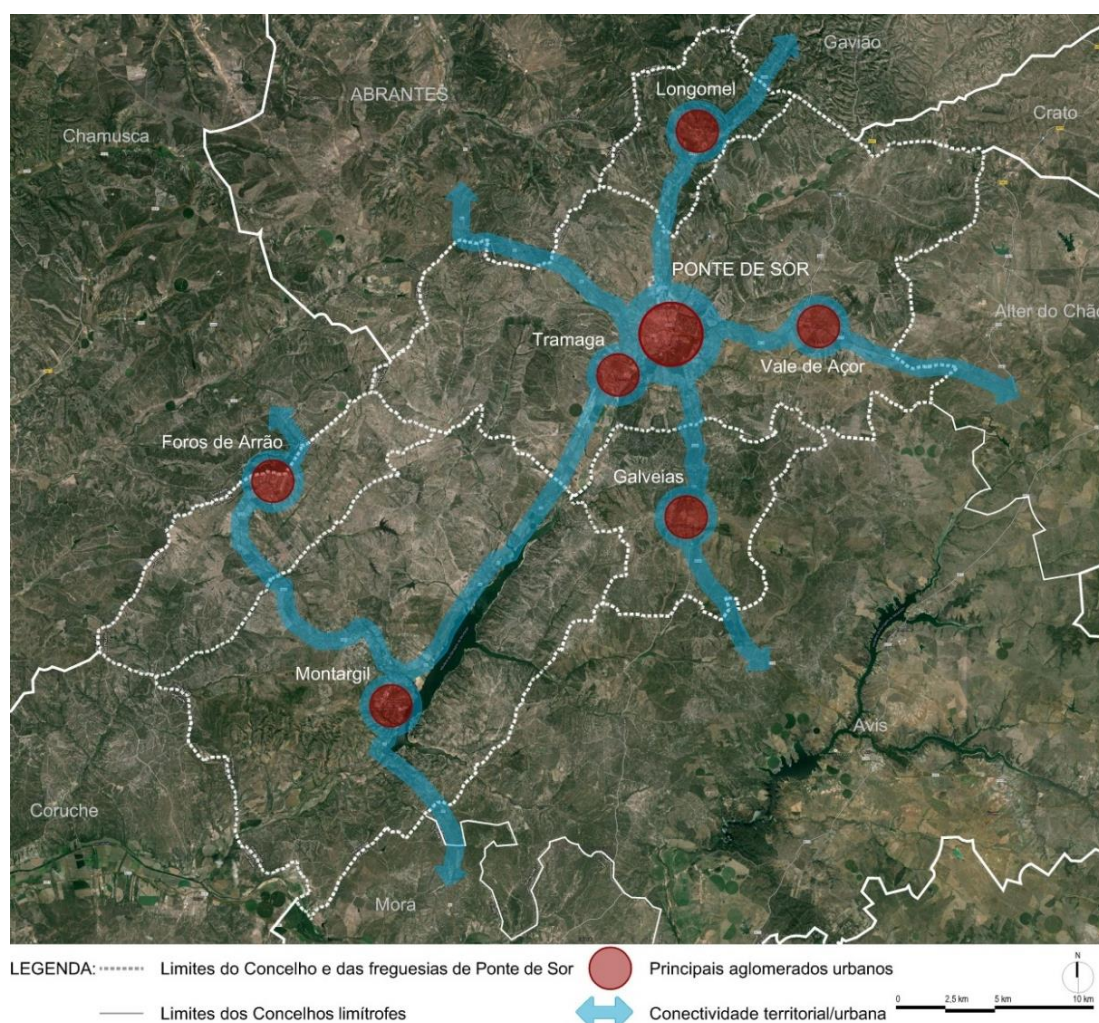 Gavião
Longomel
ABRANTES
Crato
Chamusca
PONTE DE SOR
Alter do Chão
Tramaga
Vale de Açor
Foros de Arrão
Galveias
Montargil
Avis
Coruche
Mora
LEGENDA: Limites do Concelho e das freguesias de Ponte de Sor Principais aglomerados urbanos N
0 2,5 km 5 km 10 km
Limites dos Concelhos limítrofes Conectividade territorial/urbana